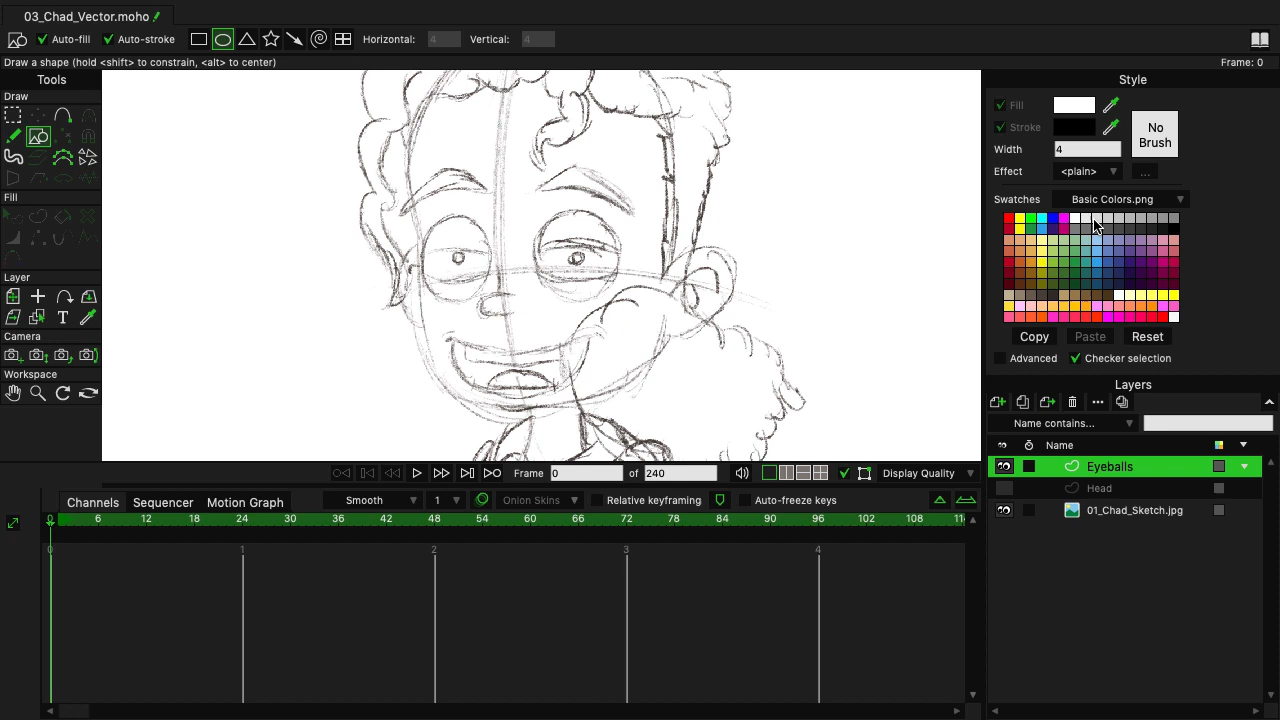 03_Chad_Vector.moho
Auto-fill Auto-stroke Horizontal: 4 Vertical: 4
Draw a shape (hold <shift> to constrain, <alt> to center) Frame: 0
Tools
Draw
Fill
Layer
T
Camera
Workspace
Style
Fill
Stroke
No Brush
Width 4
Effect <plain> ...
Swatches Basic Colors.png
Copy Paste Reset
Advanced Checker selection
Layers
Name contains...
Name
Eyeballs
Head
01_Chad_Sketch.jpg
Frame 0 of 240 Display Quality
Channels Sequencer Motion Graph Smooth 1 Onion Skins Relative keyframing Auto-freeze keys
0 6 12 18 24 30 36 42 48 54 60 66 72 78 84 90 96 102 108 11
0 1 2 3 4